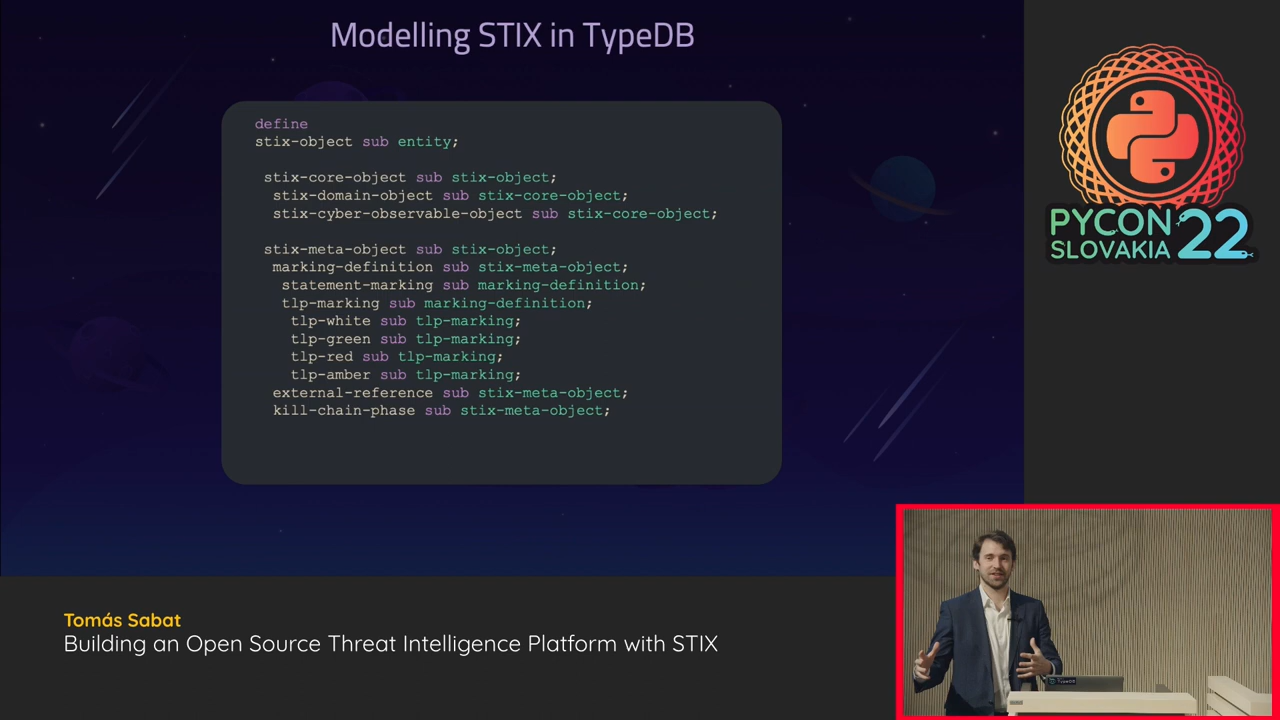 Modelling STIX in TypeDB
define
stix-object sub entity;
stix-core-object sub stix-object;
stix-domain-object sub stix-core-object;
stix-cyber-observable-object sub stix-core-object;
stix-meta-object sub stix-object;
marking-definition sub stix-meta-object;
statement-marking sub marking-definition;
tlp-marking sub marking-definition;
tlp-white sub tlp-marking;
tlp-green sub tlp-marking;
tlp-red sub tlp-marking;
tlp-amber sub tlp-marking;
external-reference sub stix-meta-object;
kill-chain-phase sub stix-meta-object;
PYCON 22
SLOVAKIA
TypeDB
Tomás Sabat
Building an Open Source Threat Intelligence Platform with STIX